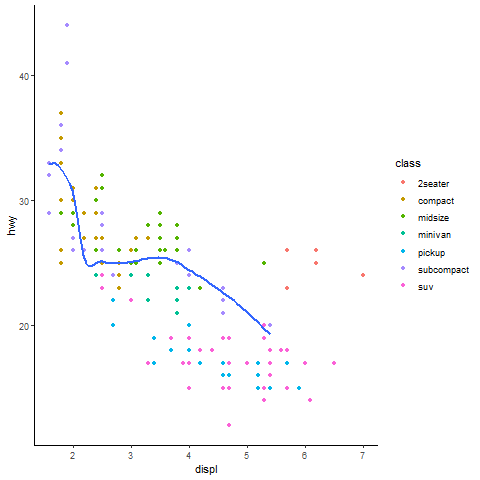 hwy
40
30
20
2
3
4
5
6
7
displ
class
2seater
compact
midsize
minivan
pickup
subcompact
suv